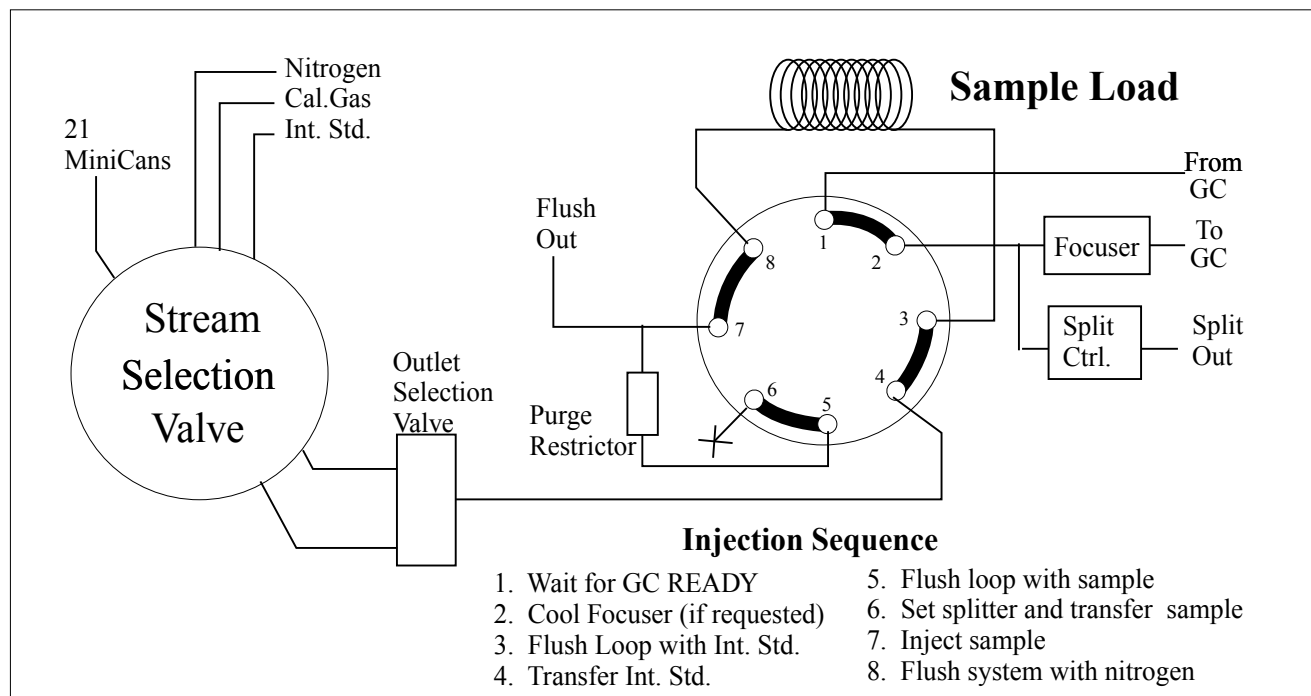 Nitrogen
Cal.Gas
Int. Std.
21
MiniCans
Stream
Selection
Valve
Outlet
Selection
Valve
Flush
Out
Purge
Restrictor
Sample Load
From
GC
To
GC
Focuser
Split
Ctrl.
Split
Out
1
2
3
4
5
6
7
8
Injection Sequence
1. Wait for GC READY
2. Cool Focuser (if requested)
3. Flush Loop with Int. Std.
4. Transfer Int. Std.
5. Flush loop with sample
6. Set splitter and transfer sample
7. Inject sample
8. Flush system with nitrogen